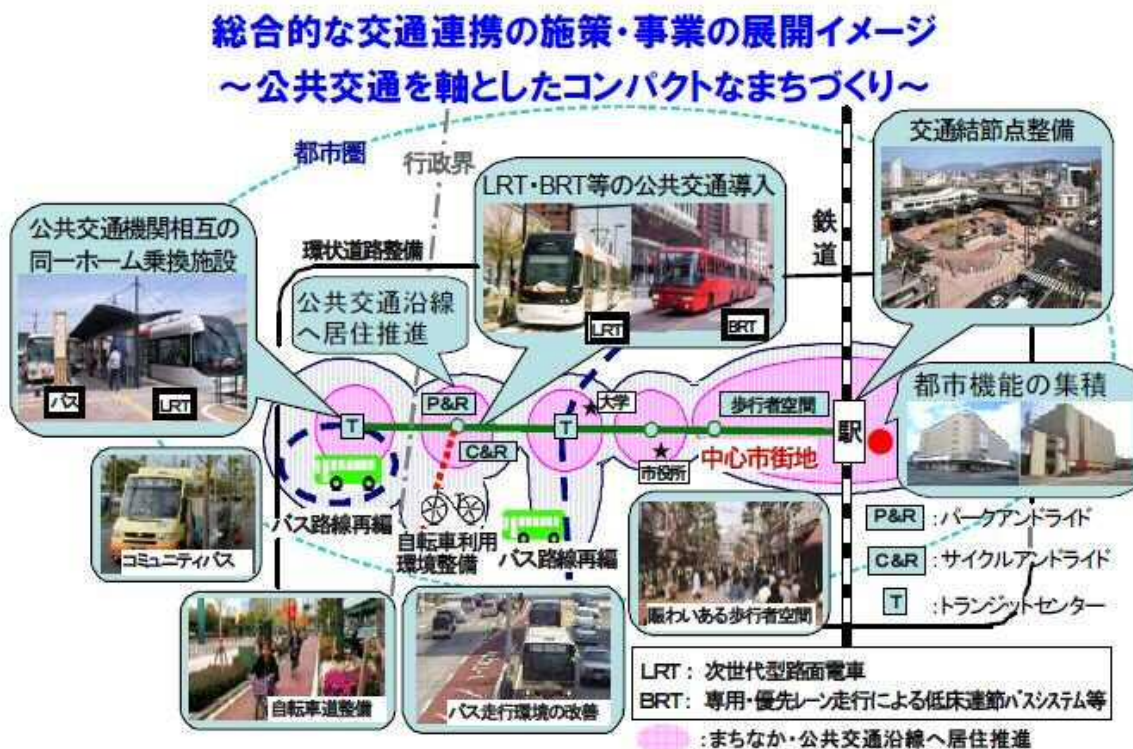 総合的な交通連携の施策・事業の展開イメージ
～公共交通を軸としたコンパクトなまちづくり～
都市圏
行政界
交通結節点整備
LRT・BRT等の公共交通導入
LRT
BRT
公共交通機関相互の
同一ホーム乗換施設
バス
LRT
環状道路整備
鉄道
公共交通沿線
へ居住推進
都市機能の集積
P&R
C&R
T
T
大学
市役所
歩行者空間
中心市街地
駅
バス路線再編
自転車利用
環境整備
バス路線再編
コミュニティバス
自転車道整備
バス走行環境の改善
賑わいある歩行者空間
P&R :パークアンドライド
C&R :サイクルアンドライド
T :トランジットセンター
LRT: 次世代型路面電車
BRT: 専用・優先レーン走行による低床連節バスシステム等
:まちなか・公共交通沿線へ居住推進